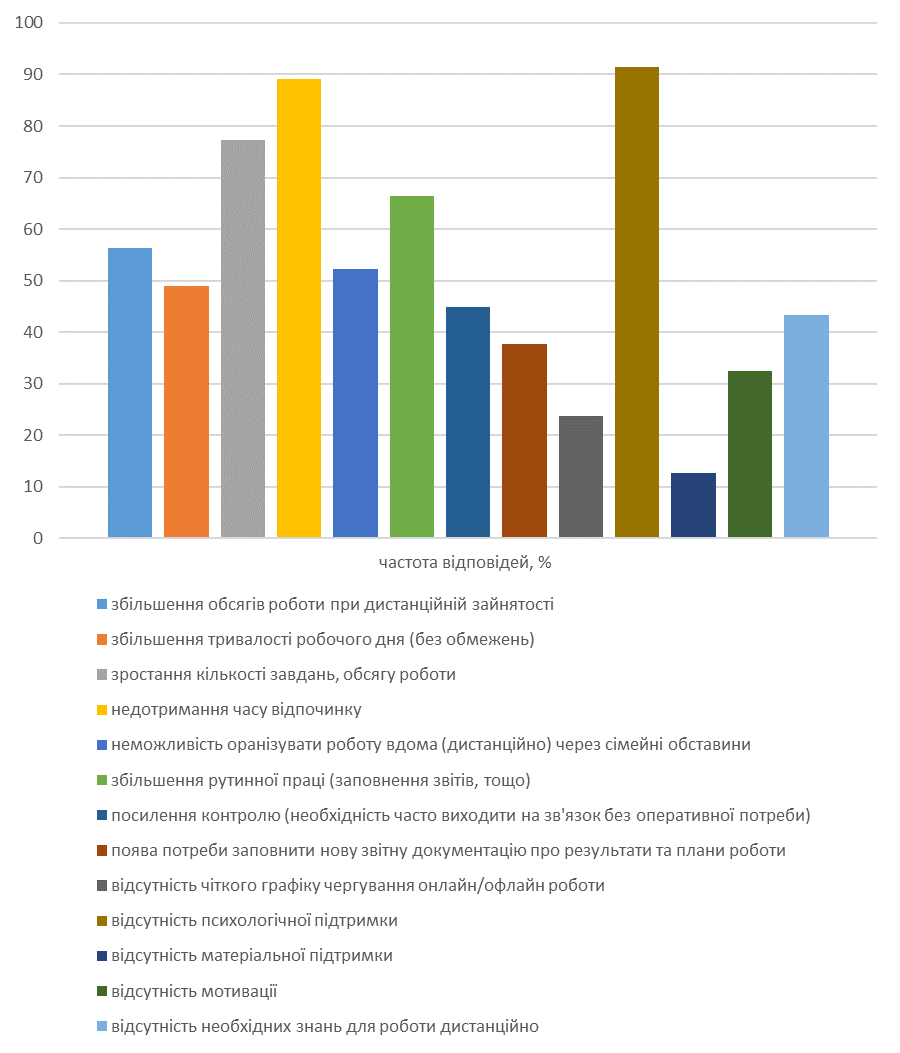 100
90
80
70
60
50
40
30
20
10
0
частота відповідей, %
збільшення обсягів роботи при дистанційній зайнятості
збільшення тривалості робочого дня (без обмежень)
зростання кількості завдань, обсягу роботи
недотримання часу відпочинку
неможливість оранізувати роботу вдома (дистанційно) через сімейні обставини
збільшення рутинної праці (заповнення звітів, тощо)
посилення контролю (необхідність часто виходити на зв'язок без оперативної потреби)
поява потреби заповнити нову звітну документацію про результати та плани роботи
відсутність чіткого графіку чергування онлайн/офлайн роботи
відсутність психологічної підтримки
відсутність матеріальної підтримки
відсутність мотивації
відсутність необхідних знань для роботи дистанційно